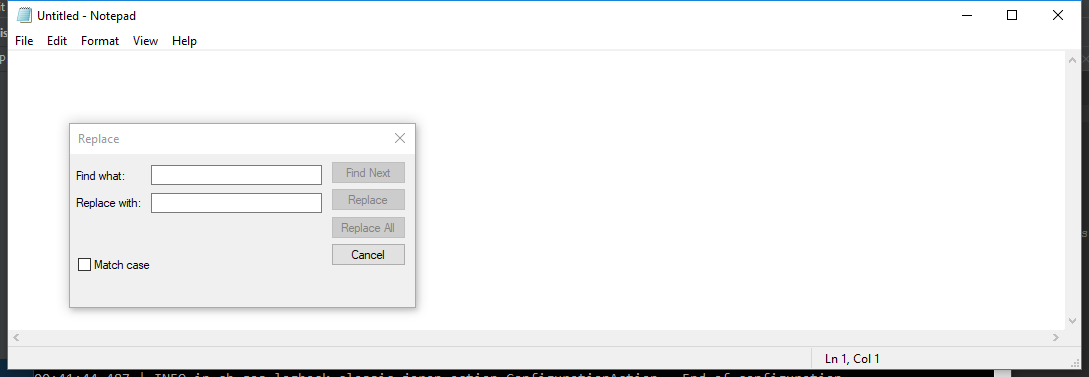 Untitled - Notepad
File Edit Format View Help
Replace
Find what:
Find Next
Replace with:
Replace
Replace All
Cancel
Match case
Ln 1, Col 1